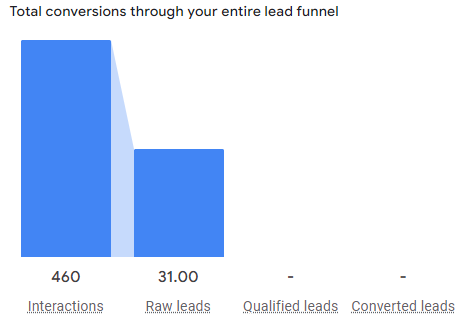 Total conversions through your entire lead funnel
460 31.00 - -
Interactions Raw leads Qualified leads Converted leads